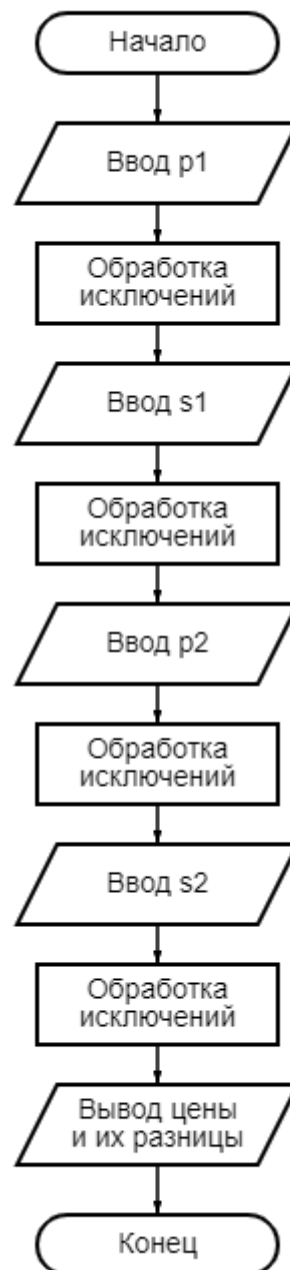 Начало
Ввод p1
Обработка
исключений
Ввод s1
Обработка
исключений
Ввод p2
Обработка
исключений
Ввод s2
Обработка
исключений
Вывод цены
и их разницы
Конец